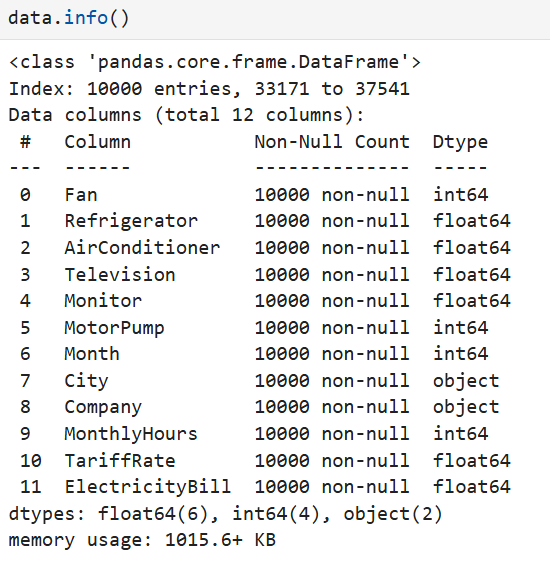 data.info()
<class 'pandas.core.frame.DataFrame'>
Index: 10000 entries, 33171 to 37541
Data columns (total 12 columns):
 #   Column           Non-Null Count  Dtype
---  ------           --------------  -----
 0   Fan              10000 non-null  int64
 1   Refrigerator     10000 non-null  float64
 2   AirConditioner   10000 non-null  float64
 3   Television       10000 non-null  float64
 4   Monitor          10000 non-null  float64
 5   MotorPump        10000 non-null  int64
 6   Month            10000 non-null  int64
 7   City             10000 non-null  object
 8   Company          10000 non-null  object
 9   MonthlyHours     10000 non-null  int64
 10  TariffRate       10000 non-null  float64
 11  ElectricityBill  10000 non-null  float64
dtypes: float64(6), int64(4), object(2)
memory usage: 1015.6+ KB